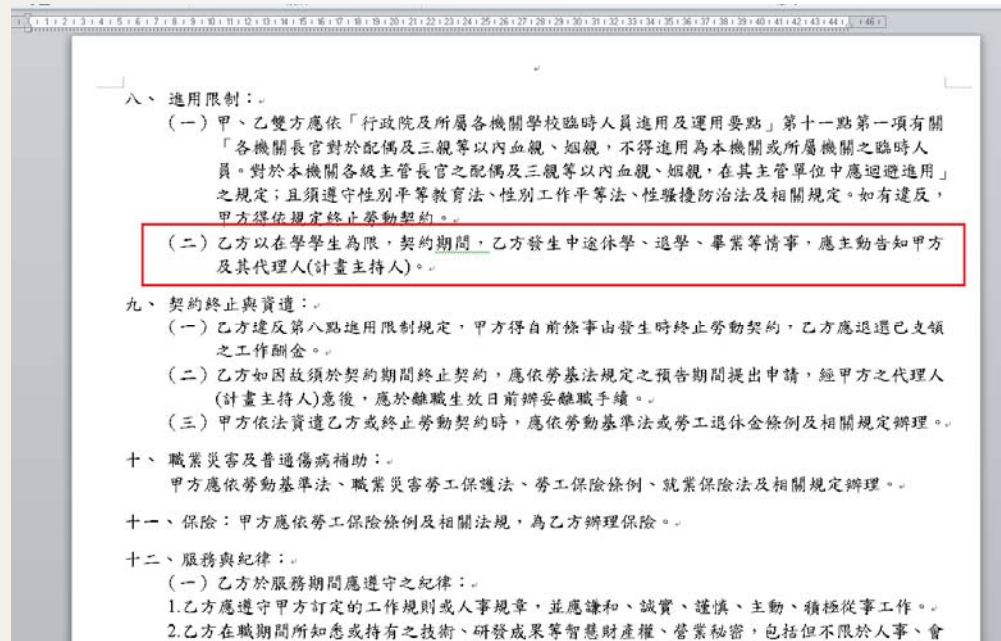 八、 進用限制：
(一)甲、乙雙方應依「行政院及所屬各機關學校臨時人員進用及運用要點」第十一點第一項有關
「各機關長官對於配偶及三親等以內血親、姻親，不得進用為本機關或所屬機關之臨時人
員。對於本機關各級主管長官之配偶及三親等以內血親、姻親，在其主管單位中應迴避進用」
之規定；且須遵守性別平等教育法、性別工作平等法、性騷擾防治法及相關規定。如有違反，
甲方得依規定終止勞動契約。
(二)乙方以在學學生為限，契約期間，乙方發生中途休學、退學、畢業等情事，應主動告知甲方
及其代理人(計畫主持人)。
九、 契約終止與資遣：
(一)乙方違反第八點進用限制規定，甲方得自前條事由發生時終止勞動契約，乙方應退還已支領
之工作酬金。
(二)乙方如因故須於契約期間終止契約，應依勞基法規定之預告期間提出申請，經甲方之代理人
(計畫主持人)意後，應於離職生效日前辦妥離職手續。
(三)甲方依法資遣乙方或終止勞動契約時，應依勞動基準法或勞工退休金條例及相關規定辦理。
十、 職業災害及普通傷病補助：
甲方應依勞動基準法、職業災害勞工保護法、勞工保險條例、就業保險法及相關規定辦理。
十一、保險：甲方應依勞工保險條例及相關法規，為乙方辦理保險。
十二、服務與紀律：
(一)乙方於服務期間應遵守之紀律：
1.乙方應遵守甲方訂定的工作規則或人事規章，並應謙和、誠實、謹慎、主動、積極從事工作。
2.乙方在職期間所知悉或持有之技術、研發成果等智慧財產權、營業秘密，包括但不限於人事、會